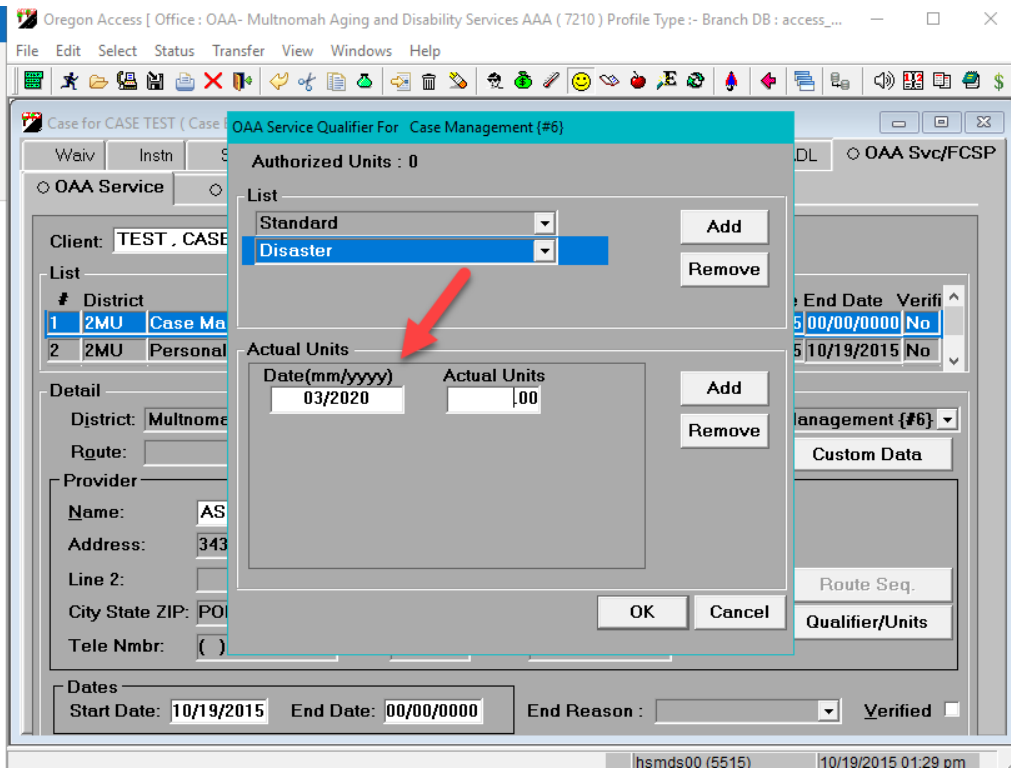 Oregon Access [ Office : OAA- Multnomah Aging and Disability Services AAA ( 7210 ) Profile Type :- Branch DB : access_...
File Edit Select Status Transfer View Windows Help
Case for CASE TEST ( Case
OAA Service Qualifier For Case Management {#6}
Waiv Instn S DL OAA Svc/FCSP
Authorized Units : 0
OAA Service
List
Standard Add
Disaster
Remove
Client: TEST , CASE
List
# District End Date Verifi
1 2MU Case Ma 5 00/00/0000 No
2 2MU Personal 5 10/19/2015 No
Actual Units
Date(mm/yyyy) Actual Units
03/2020 .00 Add
Remove
Detail
District: Multnoma anagement {#6}
Route: Custom Data
Provider
Name: AS
Address: 343
Line 2: Route Seq.
City State ZIP: PO
OK Cancel
Qualifier/Units
Tele Nmbr: ( )
Dates
Start Date: 10/19/2015 End Date: 00/00/0000 End Reason : Verified
hsmds00 (5515) 10/19/2015 01:29 pm